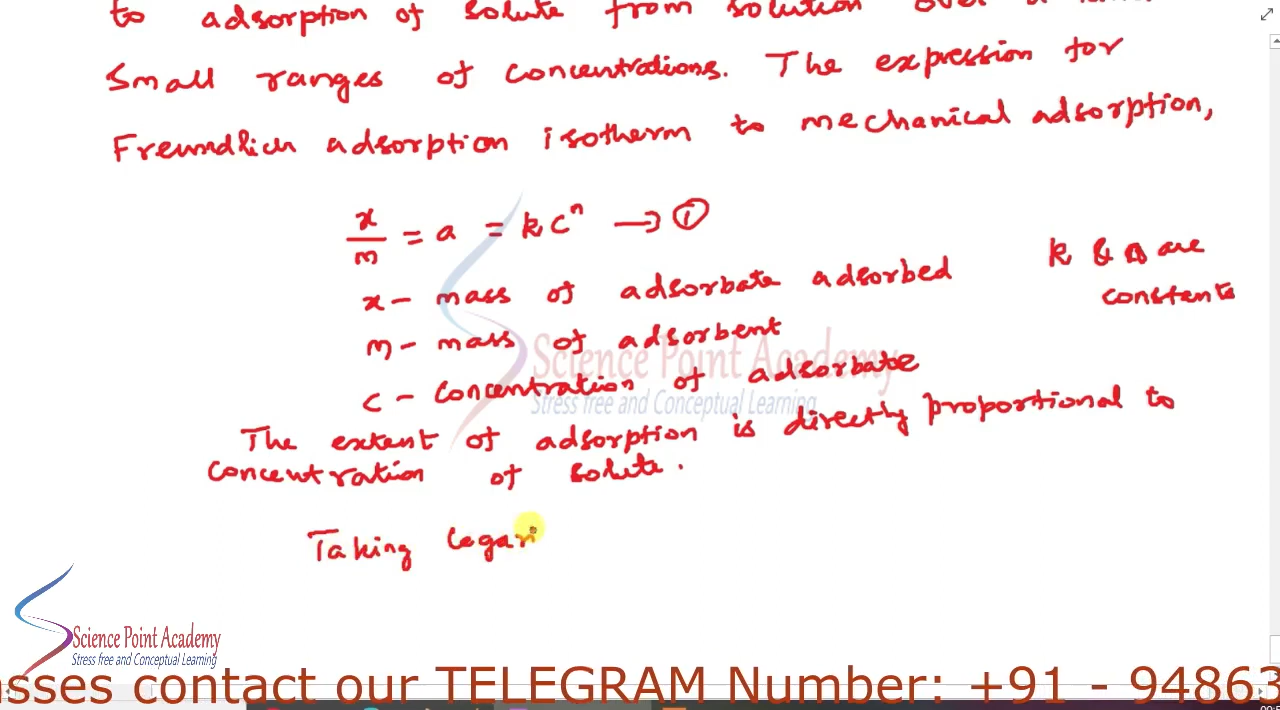 to adsorption of solute from solution over a
small ranges of concentrations. The expression for
Freundlich adsorption isotherm to mechanical adsorption,
x/m = a = k cⁿ → ①
k & n are
constants
x - mass of adsorbate adsorbed
m - mass of adsorbent
c - concentration of adsorbate
The extent of adsorption is directly proportional to
concentration of solute.
Taking logari
Science Point Academy
Stress free and Conceptual Learning
Science Point Academy
Stress free and Conceptual Learning
asses contact our TELEGRAM Number: +91 - 9486